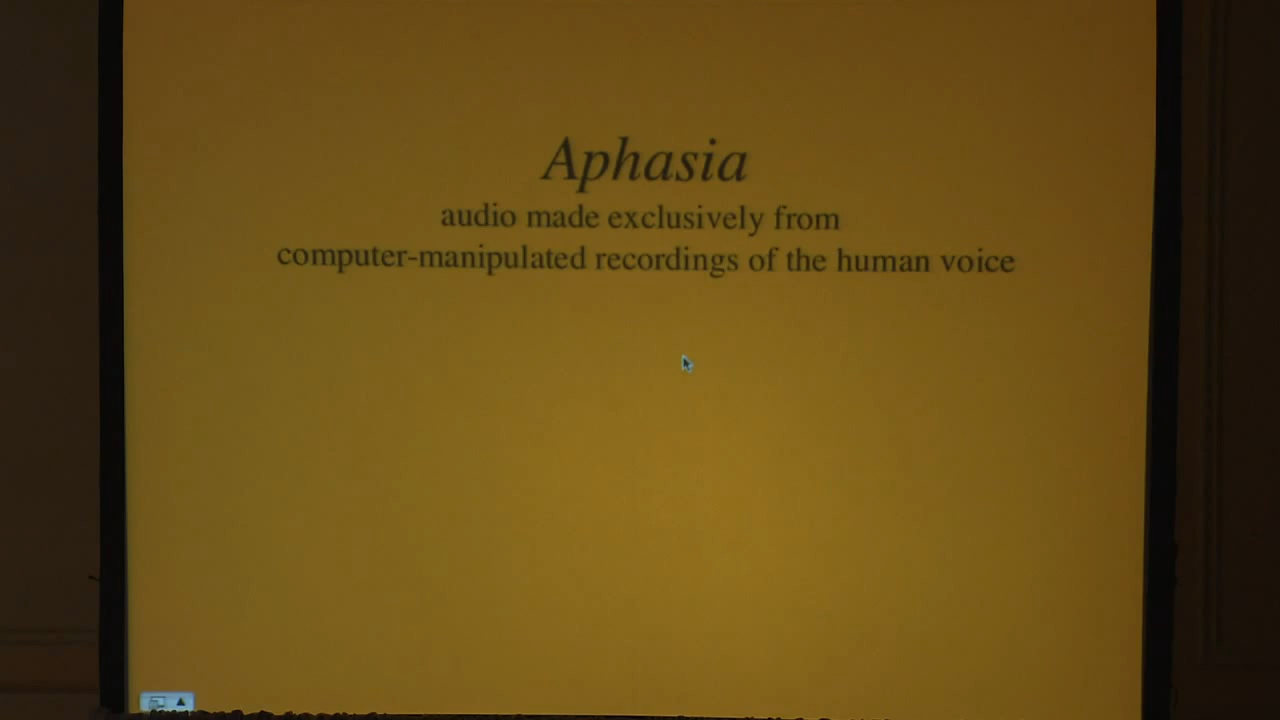 Aphasia
audio made exclusively from
computer-manipulated recordings of the human voice